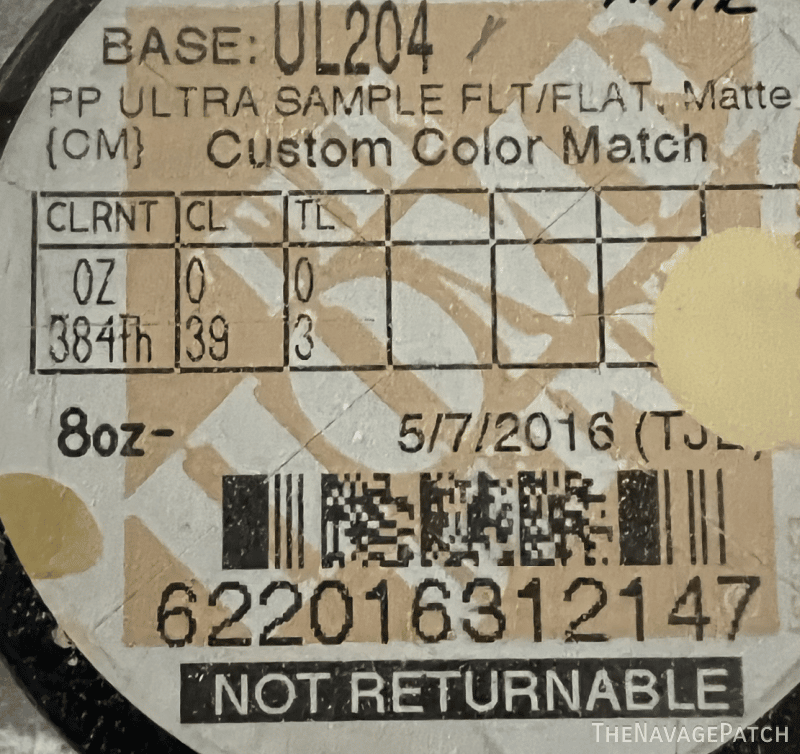 BASE: UL204
PP ULTRA SAMPLE FLT/FLAT, Matte
{CM} Custom Color Match
CLRNT CL TL
OZ 0 0
384th 39 3
8oz- 5/7/2016
622016312147
NOT RETURNABLE
THENAVAGEPATCH